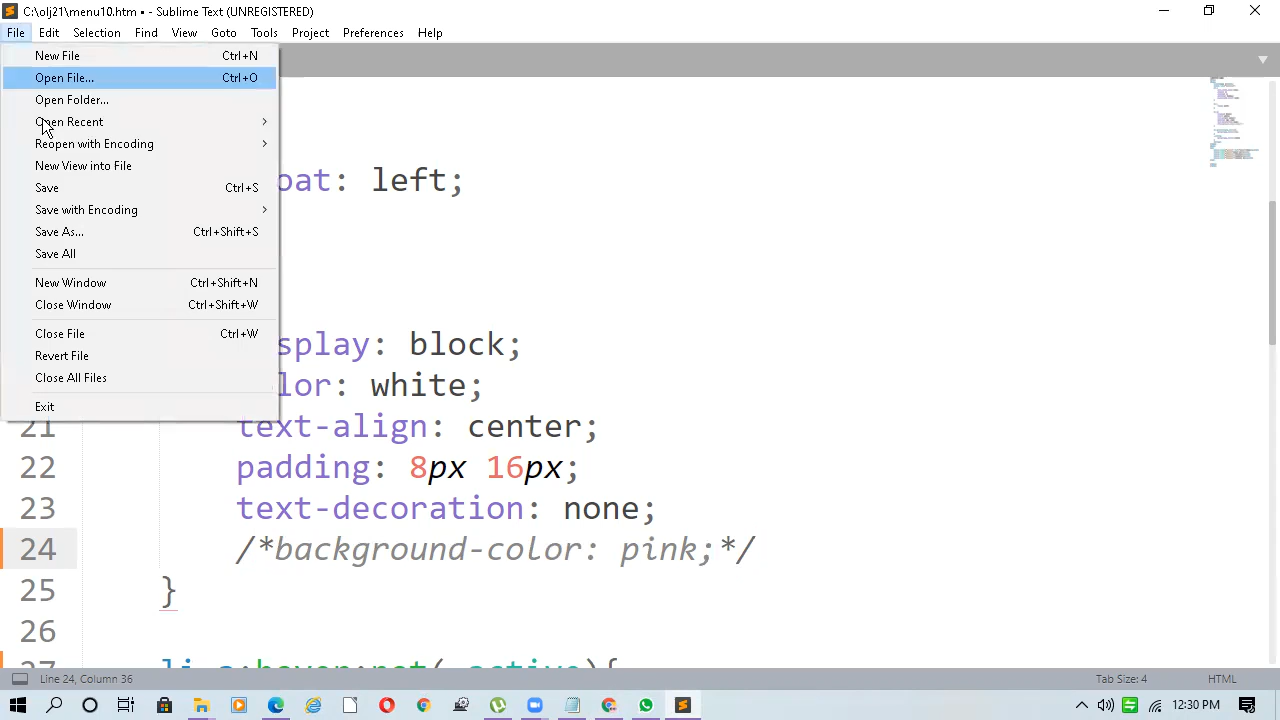 C:\olj21\menu10.htm • - Sublime Text (UNREGISTERED)
File Edit Selection Find View Goto Tools Project Preferences Help
New File Ctrl+N
Open File... Ctrl+O
Open Folder...
Open Recent
Reopen with Encoding
New View into File
Save Ctrl+S
Save with Encoding
Save As... Ctrl+Shift+S
Save All
New Window Ctrl+Shift+N
Close Window Ctrl+Shift+W
Close File Ctrl+W
Revert File
Close All Files
Exit
oat: left;
splay: block;
lor: white;
21 text-align: center;
22 padding: 8px 16px;
23 text-decoration: none;
24 /*background-color: pink;*/
25 }
26
27 li a:hover:not( active){
Line 24, Column 36 Tab Size: 4 HTML
12:30 PM